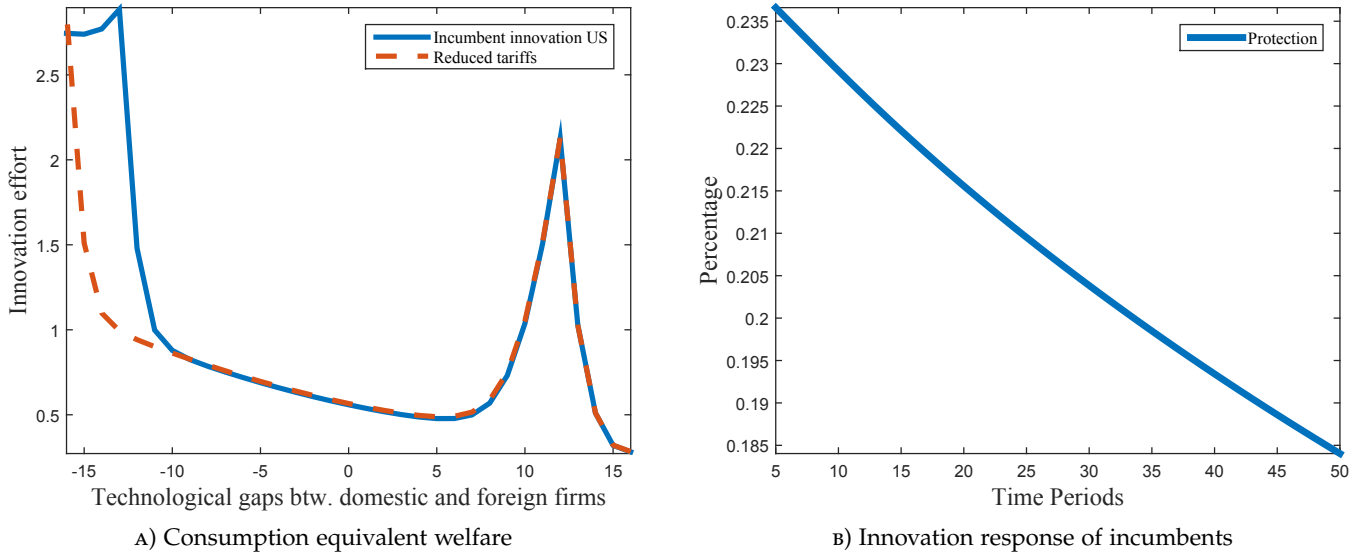 Incumbent innovation US
Reduced tariffs
Innovation effort
2.5
2
1.5
1
0.5
-15 -10 -5 0 5 10 15
Technological gaps btw. domestic and foreign firms
A) Consumption equivalent welfare
Protection
Percentage
0.235
0.23
0.225
0.22
0.215
0.21
0.205
0.2
0.195
0.19
0.185
5 10 15 20 25 30 35 40 45 50
Time Periods
B) Innovation response of incumbents